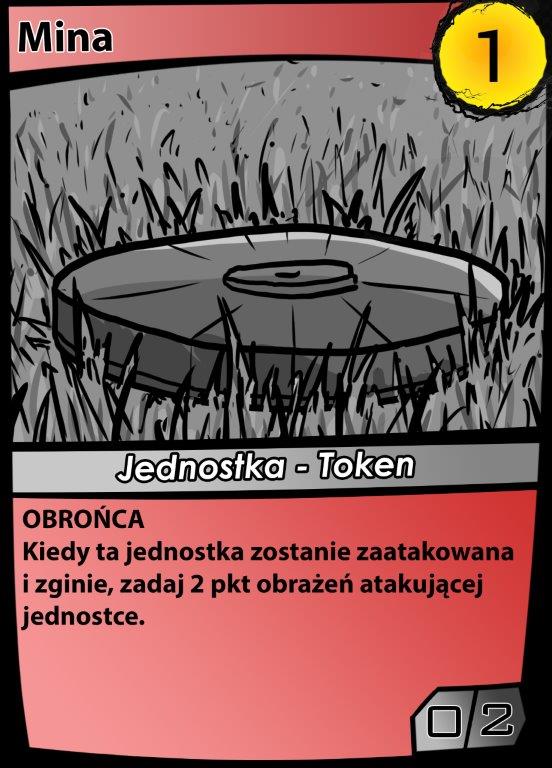 Mina
1
Jednostka - Token
OBROŃCA
Kiedy ta jednostka zostanie zaatakowana
i zginie, zadaj 2 pkt obrażeń atakującej
jednostce.
0 2